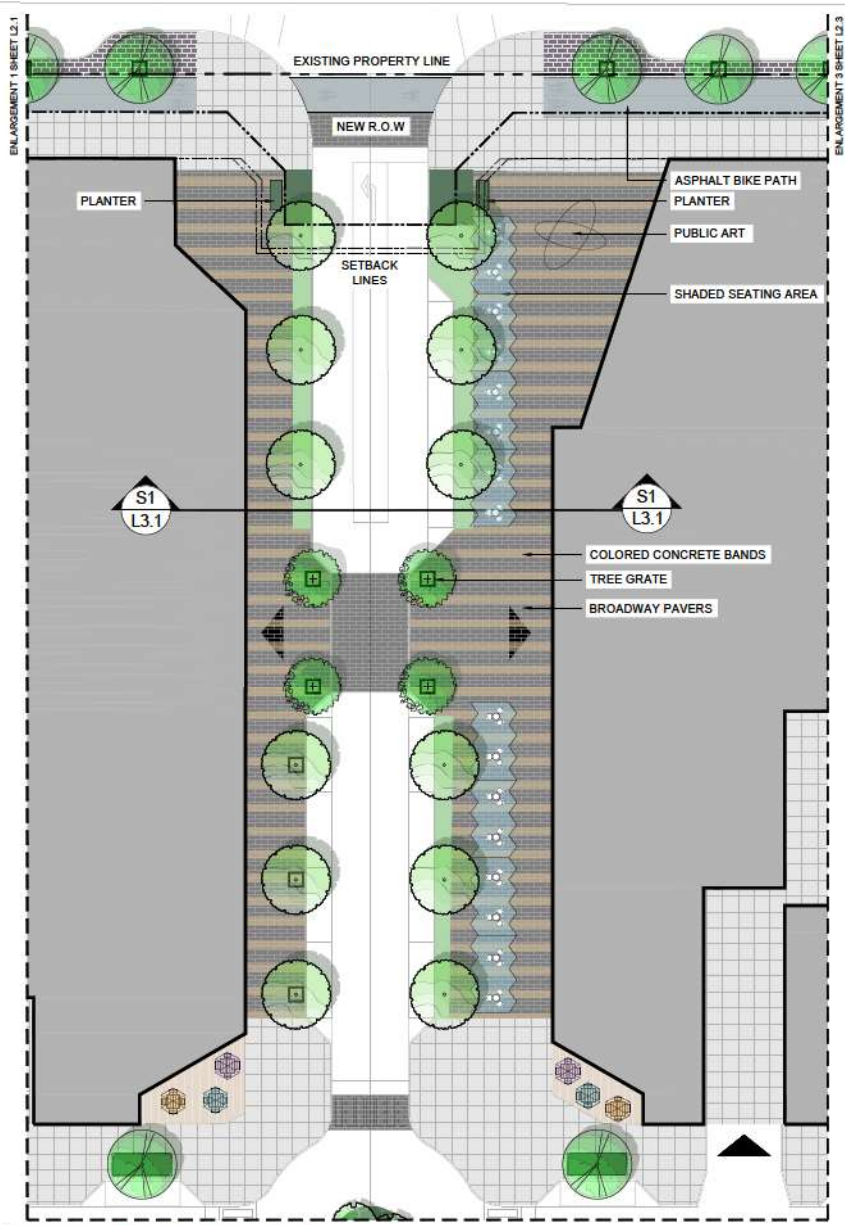 ENLARGEMENT 1 SHEET L2.1
ENLARGEMENT 3 SHEET L2.3
EXISTING PROPERTY LINE
NEW R.O.W
ASPHALT BIKE PATH
PLANTER
PLANTER
PUBLIC ART
SETBACK
LINES
SHADED SEATING AREA
S1
L3.1
S1
L3.1
COLORED CONCRETE BANDS
TREE GRATE
BROADWAY PAVERS